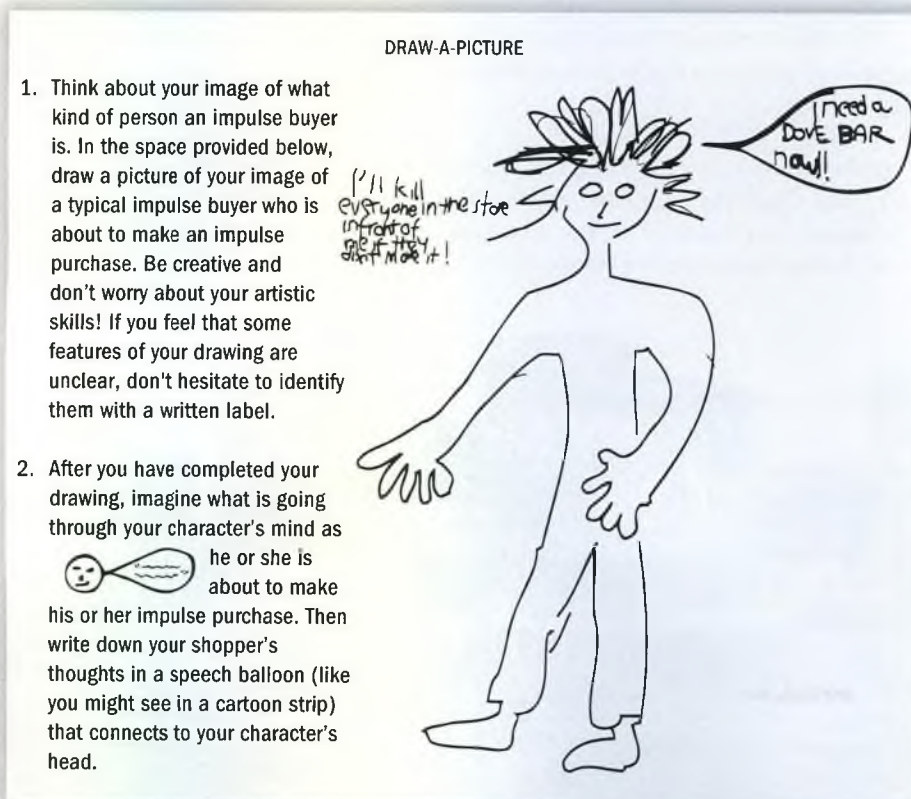 DRAW-A-PICTURE
1. Think about your image of what
kind of person an impulse buyer
is. In the space provided below,
draw a picture of your image of
a typical impulse buyer who is
about to make an impulse
purchase. Be creative and
don't worry about your artistic
skills! If you feel that some
features of your drawing are
unclear, don't hesitate to identify
them with a written label.
2. After you have completed your
drawing, imagine what is going
through your character's mind as
he or she is
about to make
his or her impulse purchase. Then
write down your shopper's
thoughts in a speech balloon (like
you might see in a cartoon strip)
that connects to your character's
head.
I'll kill
everyone in the store
infront of
me if they
don't move it!
I need a
DOVE BAR
now!!